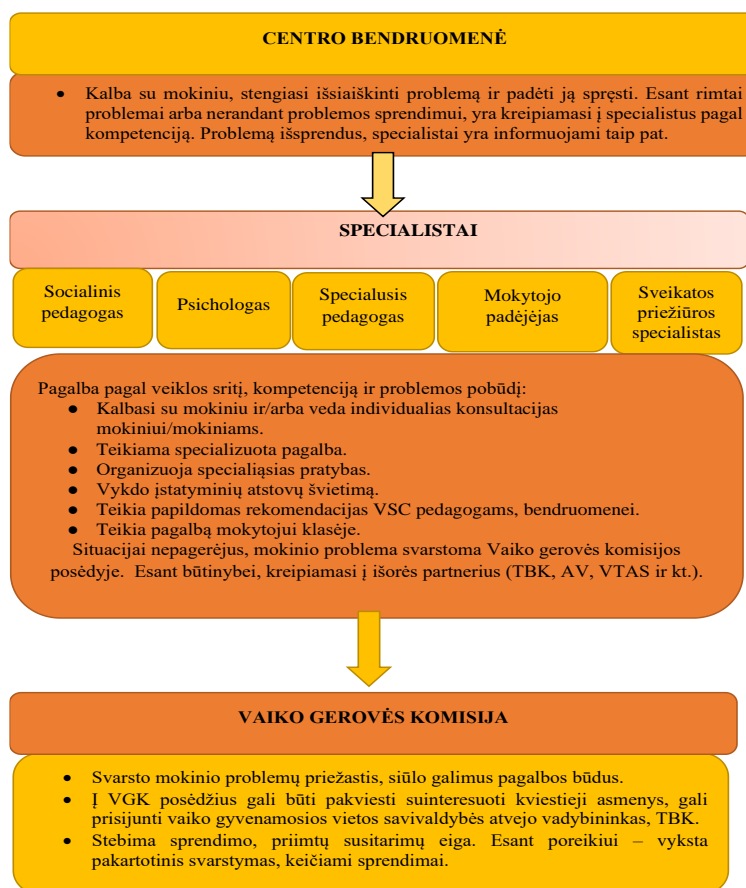 CENTRO BENDRUOMENĖ
● Kalba su mokiniu, stengiasi išsiaiškinti problemą ir padėti ją spręsti. Esant rimtai
problemai arba nerandant problemos sprendimui, yra kreipiamasi į specialistus pagal
kompetenciją. Problemą išsprendus, specialistai yra informuojami taip pat.
SPECIALISTAI
Socialinis
pedagogas
Psichologas
Specialusis
pedagogas
Mokytojo
padėjėjas
Sveikatos
priežiūros
specialistas
Pagalba pagal veiklos sritį, kompetenciją ir problemos pobūdį:
● Kalbasi su mokiniu ir/arba veda individualias konsultacijas
mokiniui/mokiniams.
● Teikiama specializuota pagalba.
● Organizuoja specialiąsias pratybas.
● Vykdo įstatyminių atstovų švietimą.
● Teikia papildomas rekomendacijas VSC pedagogams, bendruomenei.
● Teikia pagalbą mokytojui klasėje.
Situacijai nepagerėjus, mokinio problema svarstoma Vaiko gerovės komisijos
posėdyje. Esant būtinybei, kreipiamasi į išorės partnerius (TBK, AV, VTAS ir kt.).
VAIKO GEROVĖS KOMISIJA
● Svarsto mokinio problemų priežastis, siūlo galimus pagalbos būdus.
● Į VGK posėdžius gali būti pakviesti suinteresuoti kviestieji asmenys, gali
prisijunti vaiko gyvenamosios vietos savivaldybės atvejo vadybininkas, TBK.
● Stebima sprendimo, priimtų susitarimų eiga. Esant poreikiui – vyksta
pakartotinis svarstymas, keičiami sprendimai.